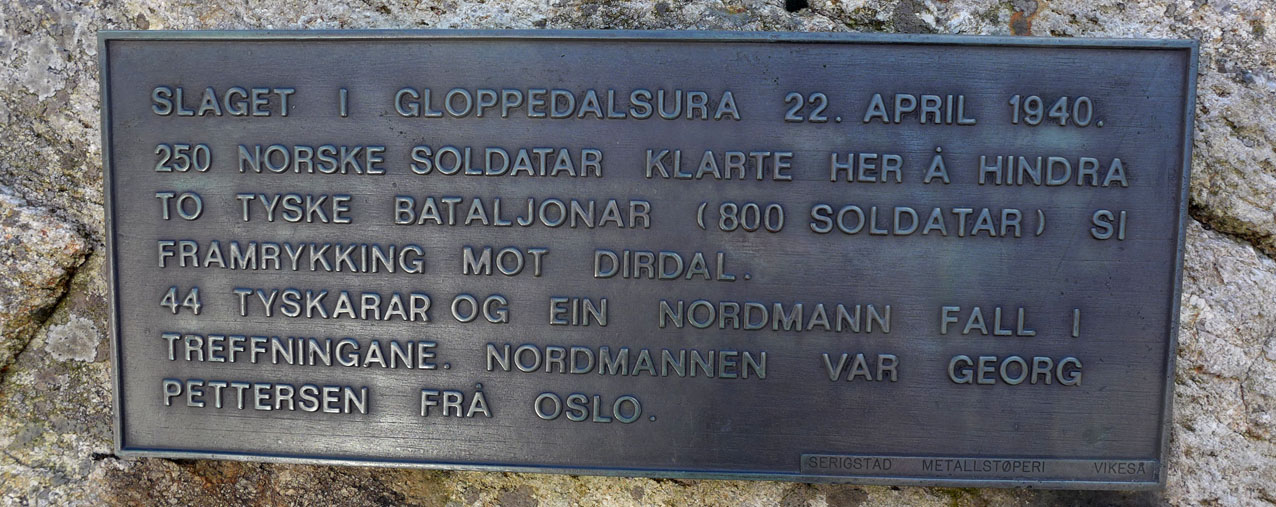 SLAGET I GLOPPEDALSURA 22. APRIL 1940.
250 NORSKE SOLDATAR KLARTE HER Å HINDRA
TO TYSKE BATALJONAR (800 SOLDATAR) SI
FRAMRYKKING MOT DIRDAL.
44 TYSKARAR OG EIN NORDMANN FALL I
TREFFNINGANE. NORDMANNEN VAR GEORG
PETTERSEN FRÅ OSLO.
SERIGSTAD METALLSTØPERI VIKESÅ